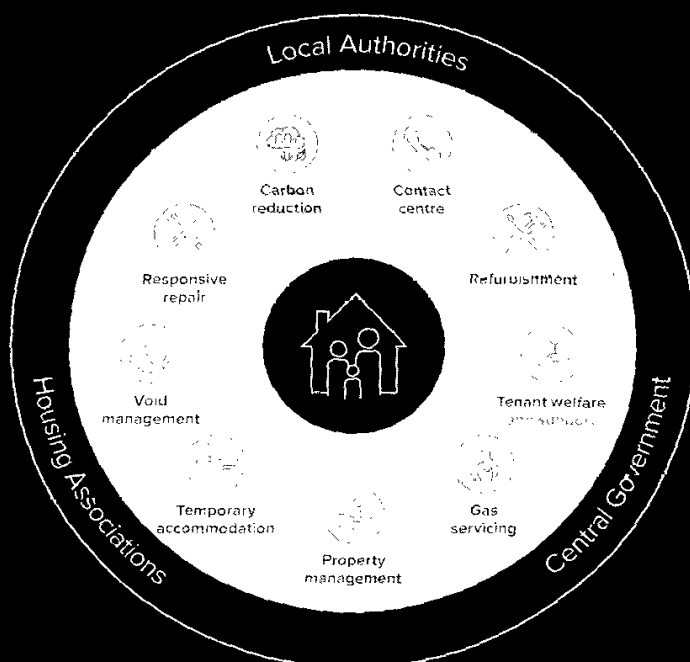 Local Authorities
Carbon
reduction
Contact
centre
Responsive
repair
Refurbishment
Void
management
Tenant welfare
Temporary
accommodation
Gas
servicing
Property
management
Housing Associations
Central Government